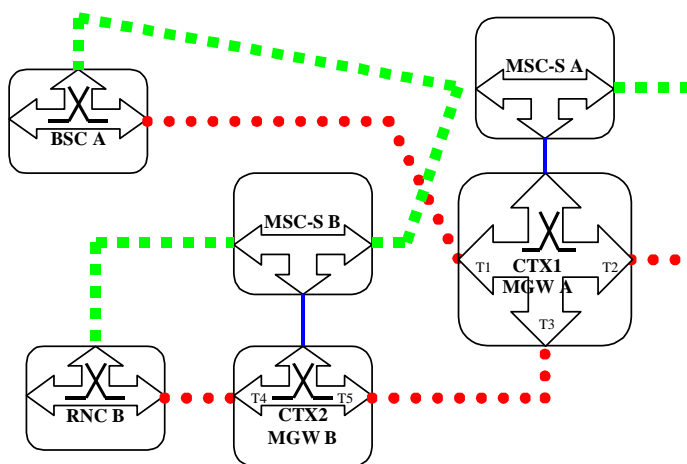 MSC-S A
BSC A
MSC-S B
T1
CTX1
T2
MGW A
T3
RNC B
T4
CTX2
T5
MGW B